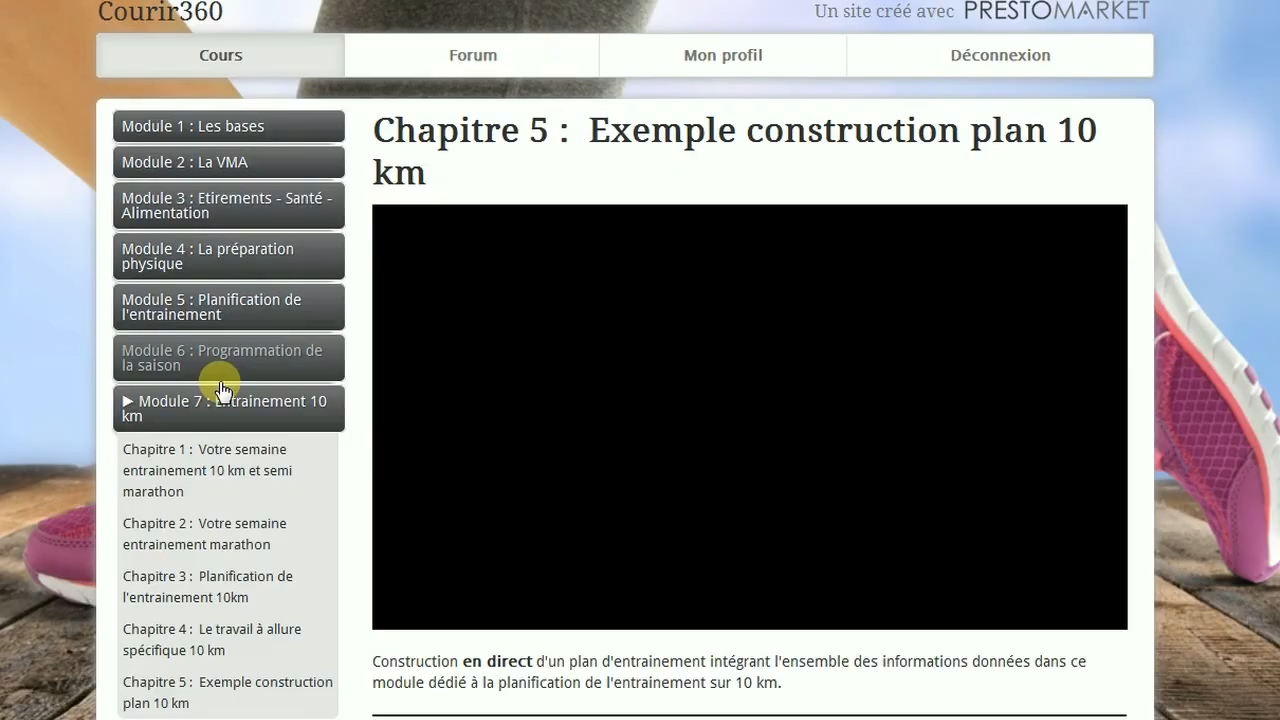 Courir360
Un site créé avec PRESTOMARKET
Cours
Forum
Mon profil
Déconnexion
Module 1 : Les bases
Module 2 : La VMA
Module 3 : Etirements - Santé -
Alimentation
Module 4 : La préparation
physique
Module 5 : Planification de
l'entrainement
Module 6 : Programmation de
la saison
▶ Module 7 : Entrainement 10
km
Chapitre 1 : Votre semaine
entrainement 10 km et semi
marathon
Chapitre 2 : Votre semaine
entrainement marathon
Chapitre 3 : Planification de
l'entrainement 10km
Chapitre 4 : Le travail à allure
spécifique 10 km
Chapitre 5 : Exemple construction
plan 10 km
Chapitre 5 : Exemple construction plan 10
km
Construction en direct d'un plan d'entrainement intégrant l'ensemble des informations données dans ce
module dédié à la planification de l'entrainement sur 10 km.